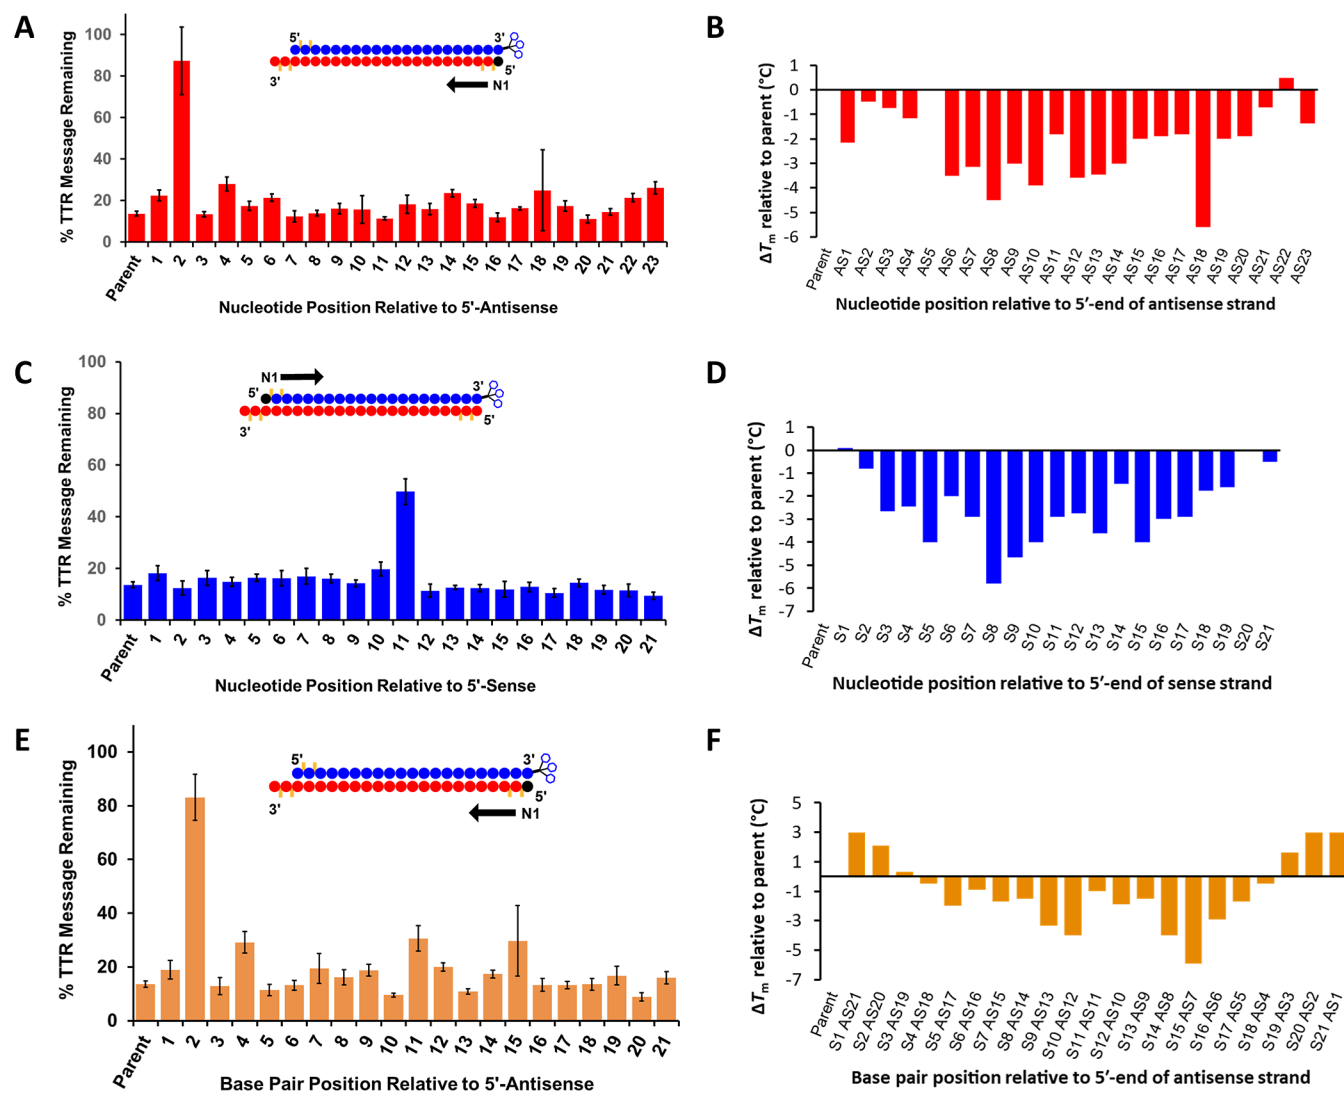 A
% TTR Message Remaining
100
80
60
40
20
0
5'
3'
3'
5'
N1
Parent 1 2 3 4 5 6 7 8 9 10 11 12 13 14 15 16 17 18 19 20 21 22 23
Nucleotide Position Relative to 5'-Antisense
B
ΔTm relative to parent (°C)
1
0
-1
-2
-3
-4
-5
-6
Parent AS1 AS2 AS3 AS4 AS5 AS6 AS7 AS8 AS9 AS10 AS11 AS12 AS13 AS14 AS15 AS16 AS17 AS18 AS19 AS20 AS21 AS22 AS23
Nucleotide position relative to 5′-end of antisense strand
C
% TTR Message Remaining
100
80
60
40
20
0
N1
5'
3'
3'
5'
Parent 1 2 3 4 5 6 7 8 9 10 11 12 13 14 15 16 17 18 19 20 21
Nucleotide Position Relative to 5'-Sense
D
ΔTm relative to parent (°C)
1
0
-1
-2
-3
-4
-5
-6
-7
Parent S1 S2 S3 S4 S5 S6 S7 S8 S9 S10 S11 S12 S13 S14 S15 S16 S17 S18 S19 S20 S21
Nucleotide position relative to 5′-end of sense strand
E
% TTR Message Remaining
100
80
60
40
20
0
5'
3'
3'
5'
N1
Parent 1 2 3 4 5 6 7 8 9 10 11 12 13 14 15 16 17 18 19 20 21
Base Pair Position Relative to 5'-Antisense
F
ΔTm relative to parent (°C)
5
3
1
-1
-3
-5
-7
Parent S1 AS21 S2 AS20 S3 AS19 S4 AS18 S5 AS17 S6 AS16 S7 AS15 S8 AS14 S9 AS13 S10 AS12 S11 AS11 S12 AS10 S13 AS9 S14 AS8 S15 AS7 S16 AS6 S17 AS5 S18 AS4 S19 AS3 S20 AS2 S21 AS1
Base pair position relative to 5′-end of antisense strand